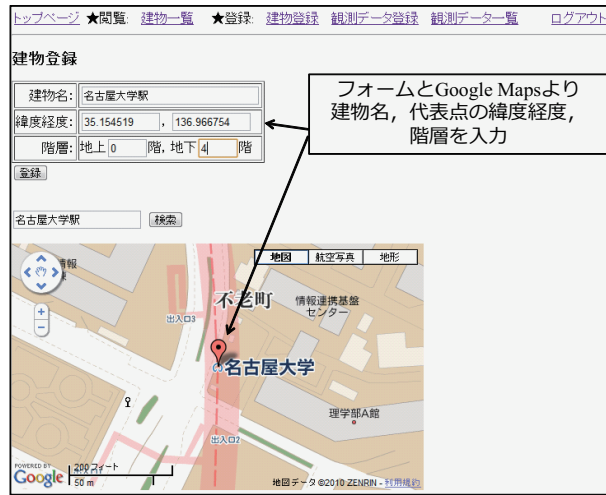 トップページ ★閲覧: 建物一覧 ★登録: 建物登録 観測データ登録 観測データ一覧 ログアウト
建物登録
建物名: 名古屋大学駅
緯度経度: 35.154519 , 136.966754
階層: 地上 0 階, 地下 4 階
登録
フォームとGoogle Mapsより
建物名，代表点の緯度経度，
階層を入力
名古屋大学駅 検索
地図 航空写真 地形
情報
不老町
情報連携基盤
センター
出入口3
名古屋大学
理学部A館
出入口2
POWERED BY
Google
200 フィート
50 m
地図データ ©2010 ZENRIN - 利用規約